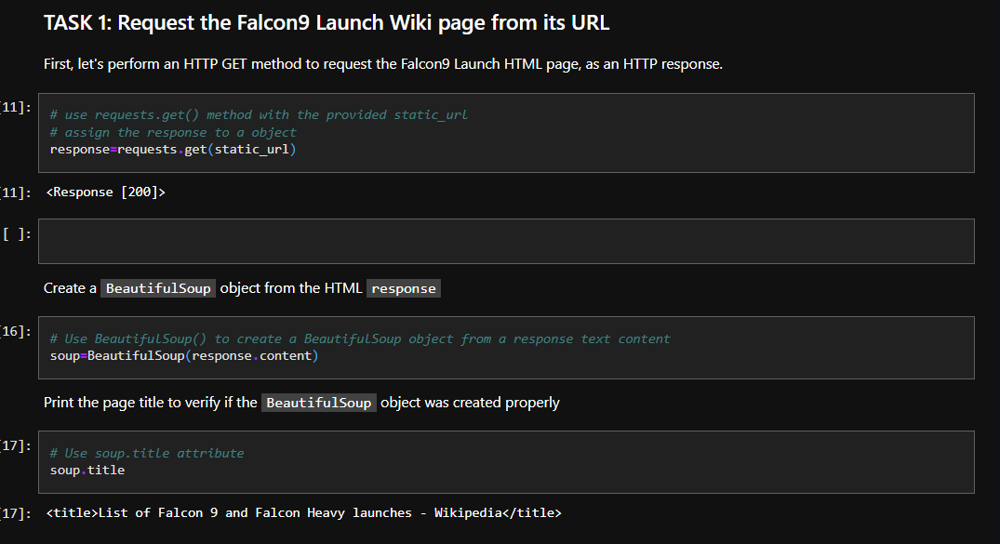 TASK 1: Request the Falcon9 Launch Wiki page from its URL
First, let's perform an HTTP GET method to request the Falcon9 Launch HTML page, as an HTTP response.
[11]:
# use requests.get() method with the provided static_url
# assign the response to a object
response=requests.get(static_url)
[11]: <Response [200]>
[ ]:
Create a BeautifulSoup object from the HTML response
[16]:
# Use BeautifulSoup() to create a BeautifulSoup object from a response text content
soup=BeautifulSoup(response.content)
Print the page title to verify if the BeautifulSoup object was created properly
[17]:
# Use soup.title attribute
soup.title
[17]: <title>List of Falcon 9 and Falcon Heavy launches - Wikipedia</title>